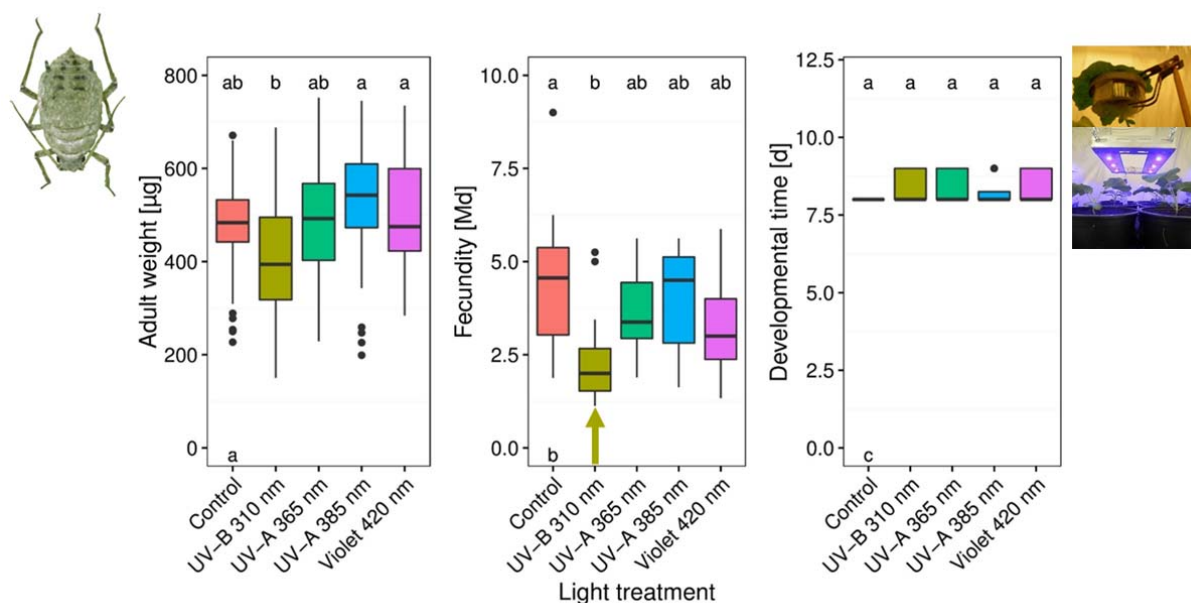 Adult weight [µg]
800
600
400
200
0
ab b ab a a
a
Control
UV−B 310 nm
UV−A 365 nm
UV−A 385 nm
Violet 420 nm
Fecundity [Md]
10.0
7.5
5.0
2.5
0.0
a b ab ab ab
b
Control
UV−B 310 nm
UV−A 365 nm
UV−A 385 nm
Violet 420 nm
Developmental time [d]
12.5
10.0
7.5
5.0
2.5
0.0
a a a a a
c
Control
UV−B 310 nm
UV−A 365 nm
UV−A 385 nm
Violet 420 nm
Light treatment